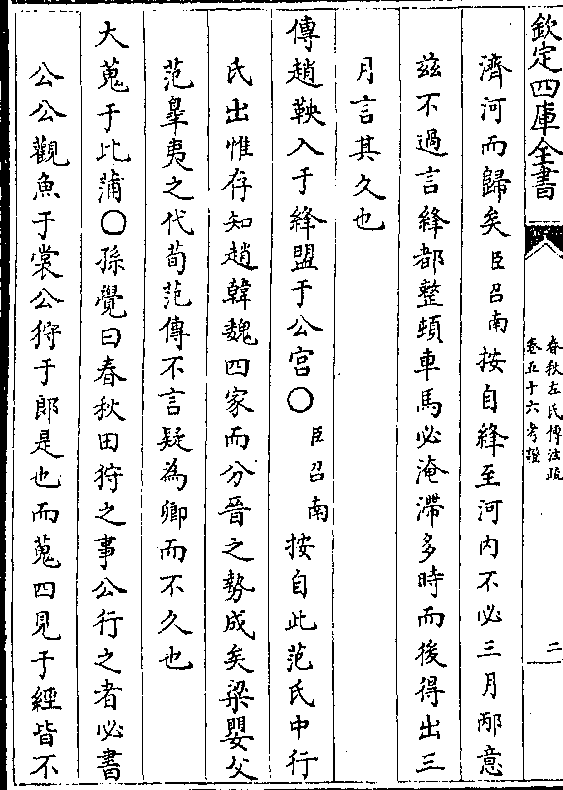 欽定四庫全書
春秋左氏傳注疏
卷五十六考證
二
濟河而歸矣臣召南按自絳至河内不必三月邴意
茲不過言絳都整頓車馬必淹滯多時而後得出三
月言其久也
傳趙鞅入于絳盟于公宮〇臣召南按自此范氏中行
氏出惟存知趙韓魏四家而分晉之勢成矣梁嬰父
范臯夷之代荀范傳不言疑為卿而不久也
大蒐于比蒲〇孫覺曰春秋田狩之事公行之者必書
公公觀魚于棠公狩于郎是也而蒐四見于經皆不